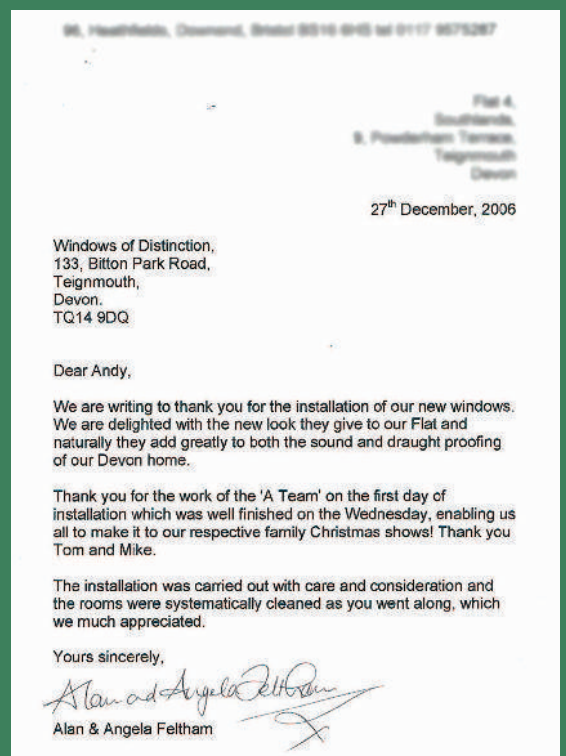 27th December, 2006
Windows of Distinction,
133, Bitton Park Road,
Teignmouth,
Devon.
TQ14 9DQ
Dear Andy,
We are writing to thank you for the installation of our new windows.
We are delighted with the new look they give to our Flat and
naturally they add greatly to both the sound and draught proofing
of our Devon home.
Thank you for the work of the 'A Team' on the first day of
installation which was well finished on the Wednesday, enabling us
all to make it to our respective family Christmas shows! Thank you
Tom and Mike.
The installation was carried out with care and consideration and
the rooms were systematically cleaned as you went along, which
we much appreciated.
Yours sincerely,
Alan and Angela Feltham
Alan & Angela Feltham